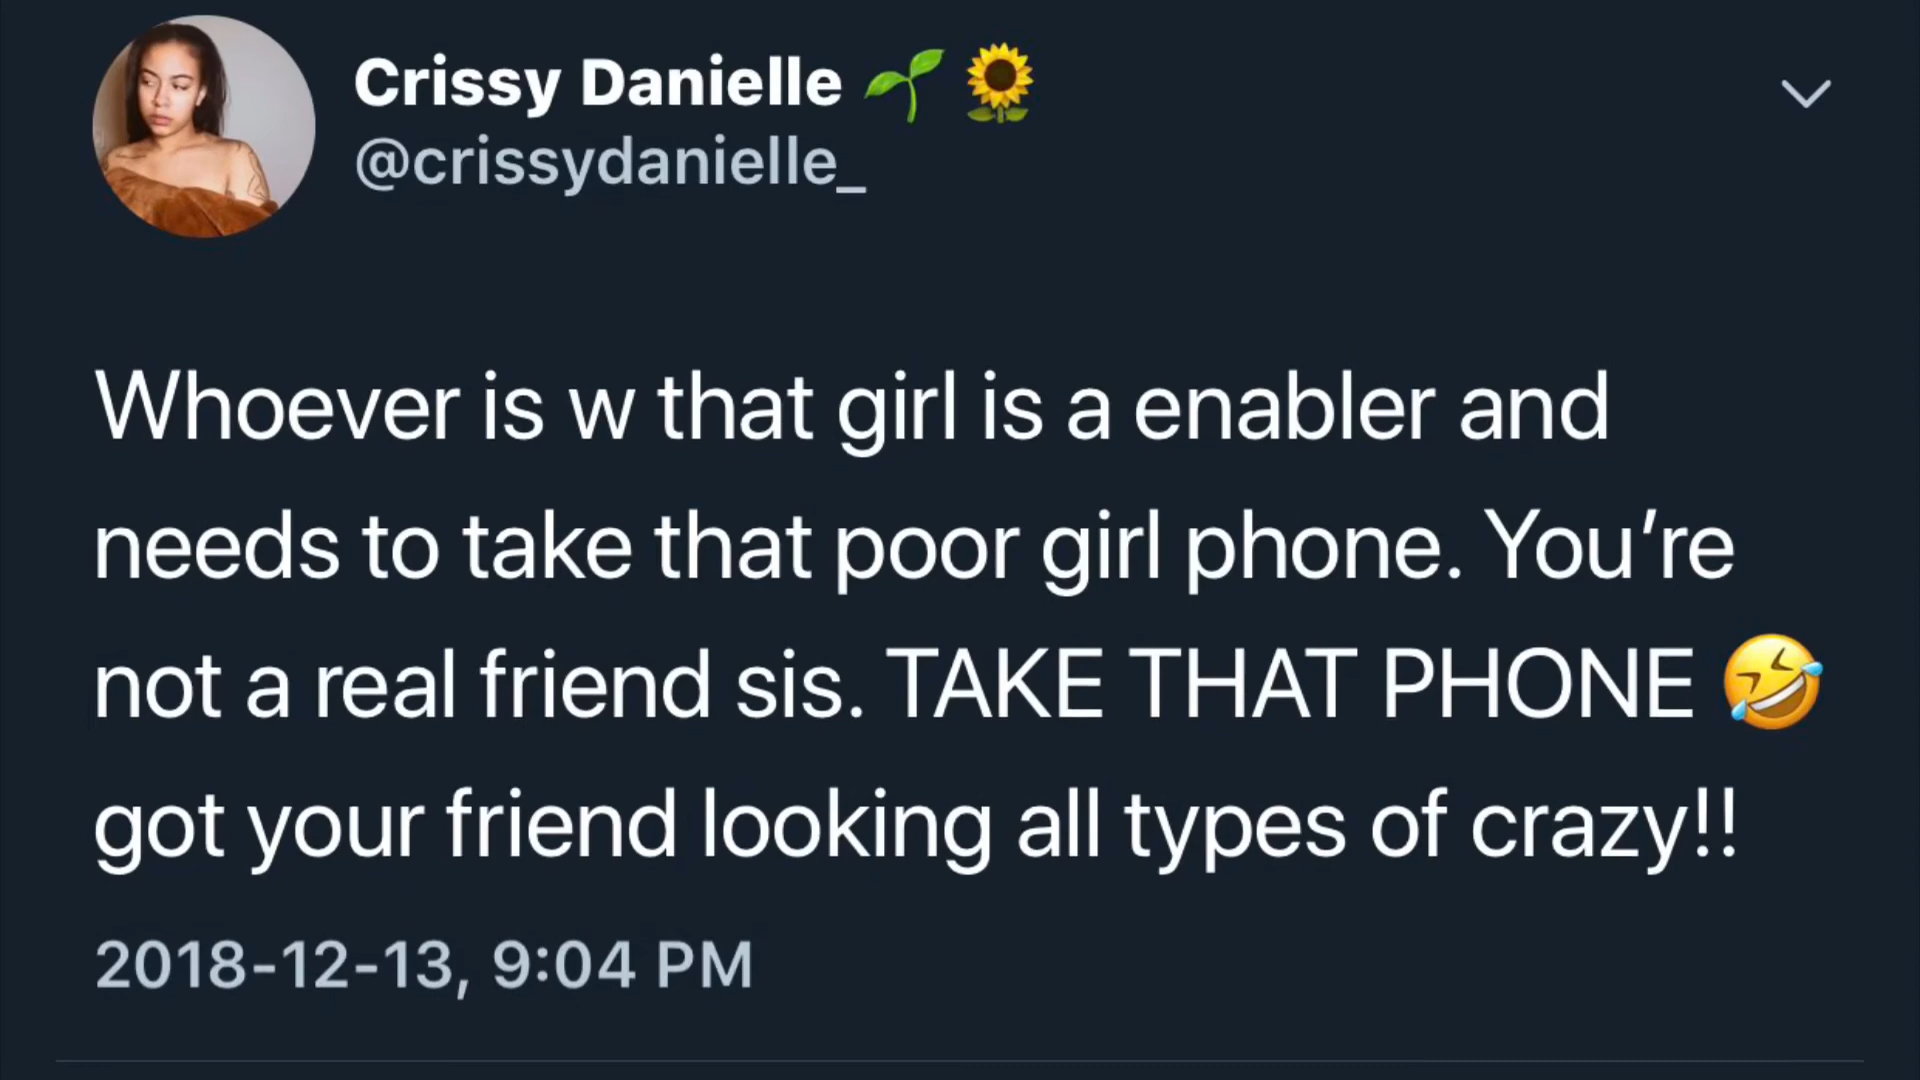 Crissy Danielle 🌱 🌻
@crissydanielle_
Whoever is w that girl is a enabler and
needs to take that poor girl phone. You’re
not a real friend sis. TAKE THAT PHONE 🤣
got your friend looking all types of crazy!!
2018-12-13, 9:04 PM